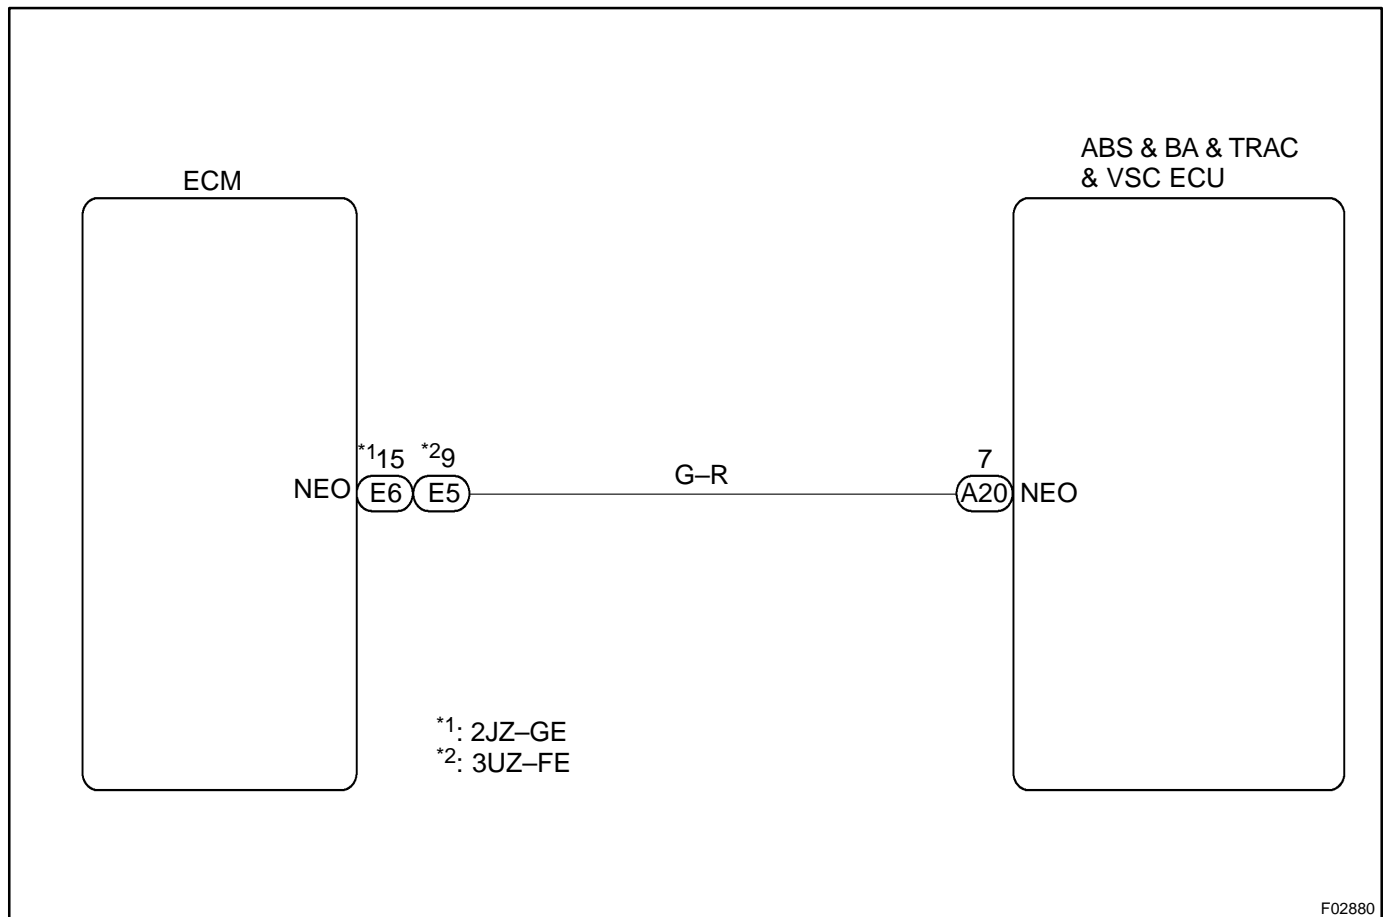 ABS & BA & TRAC
& VSC ECU
ECM
*115 *29
7
NEO E6 E5 G–R A20 NEO
*1: 2JZ–GE
*2: 3UZ–FE
F02880